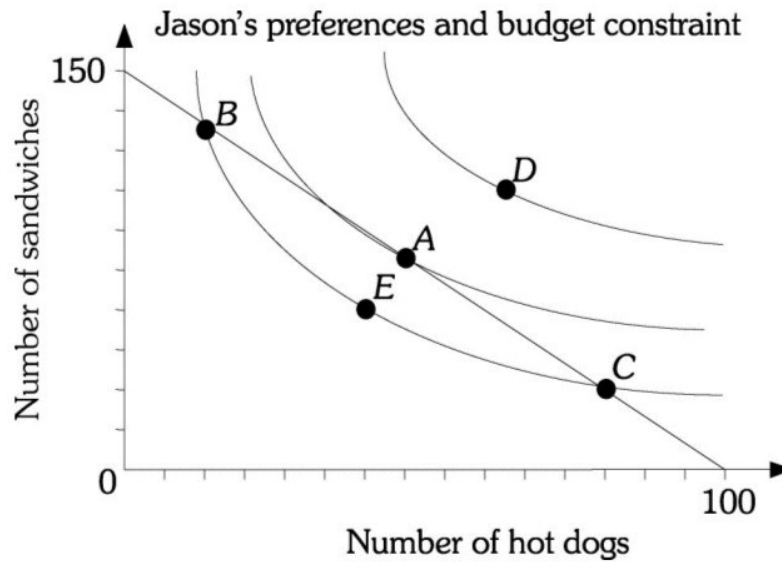 Jason's preferences and budget constraint
150
Number of sandwiches
B
D
A
E
C
0
100
Number of hot dogs